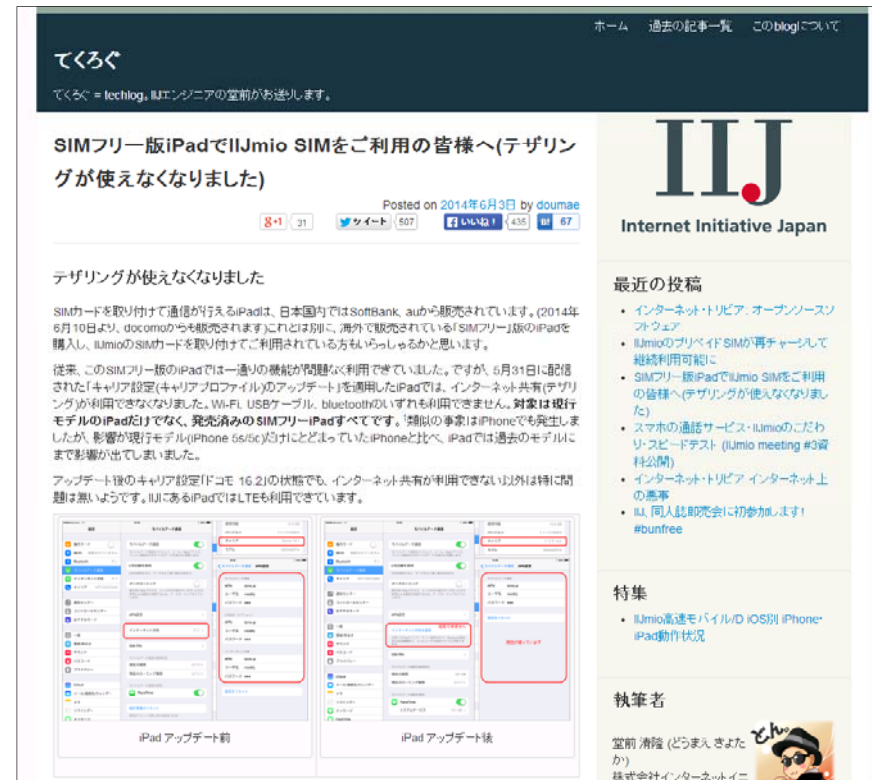 ホーム 過去の記事一覧 このblogについて
てくろぐ
てくろぐ = techlog。IIJエンジニアの堂前がお送りします。
SIMフリー版iPadでIIJmio SIMをご利用の皆様へ(テザリン
グが使えなくなりました)
Posted on 2014年6月3日 by doumae
g+1 31 ツイート 507 いいね! 435 B! 67
テザリングが使えなくなりました
SIMカードを取り付けて通信が行えるiPadは、日本国内ではSoftBank, auから販売されています。(2014年
6月10日より、docomoからも販売されます)これとは別に、海外で販売されている「SIMフリー」版のiPadを
購入し、IIJmioのSIMカードを取り付けてご利用されている方もいらっしゃるかと思います。
従来、このSIMフリー版のiPadでは一通りの機能が問題なく利用できていました。ですが、5月31日に配信
された「キャリア設定(キャリアプロファイル)のアップデート」を適用したiPadでは、インターネット共有(テザリ
ング)が利用できなくなりました。Wi-Fi, USBケーブル, bluetoothのいずれも利用できません。対象は現行
モデルのiPadだけでなく、発売済みのSIMフリーiPadすべてです。類似の事象はiPhoneでも発生しま
したが、影響が現行モデル(iPhone 5s/5c)だけにとどまっていたiPhoneと比べ、iPadでは過去のモデルに
まで影響が出てしまいました。
アップデート後のキャリア設定「ドコモ 16.2」の状態でも、インターネット共有が利用できない以外は特に問
題は無いようです。IIJにあるiPadではLTEも利用できています。
iPad アップデート前
iPad アップデート後
IIJ
Internet Initiative Japan
最近の投稿
インターネット・トリビア: オープンソースソ
フトウェア
IIJmioのプリペイドSIMが再チャージして
継続利用可能に
SIMフリー版iPadでIIJmio SIMをご利用
の皆様へ(テザリングが使えなくなりまし
た)
スマホの通話サービス・IIJmioのこだわ
り・スピードテスト (IIJmio meeting #3資
料公開)
インターネット・トリビア インターネット上
の悪事
IIJ, 同人誌即売会に初参加します!
#bunfree
特集
IIJmio高速モバイル/D iOS別 iPhone・
iPad動作状況
執筆者
堂前 清隆 (どうまえ きよた
か)
株式会社インターネットイニ
どん。